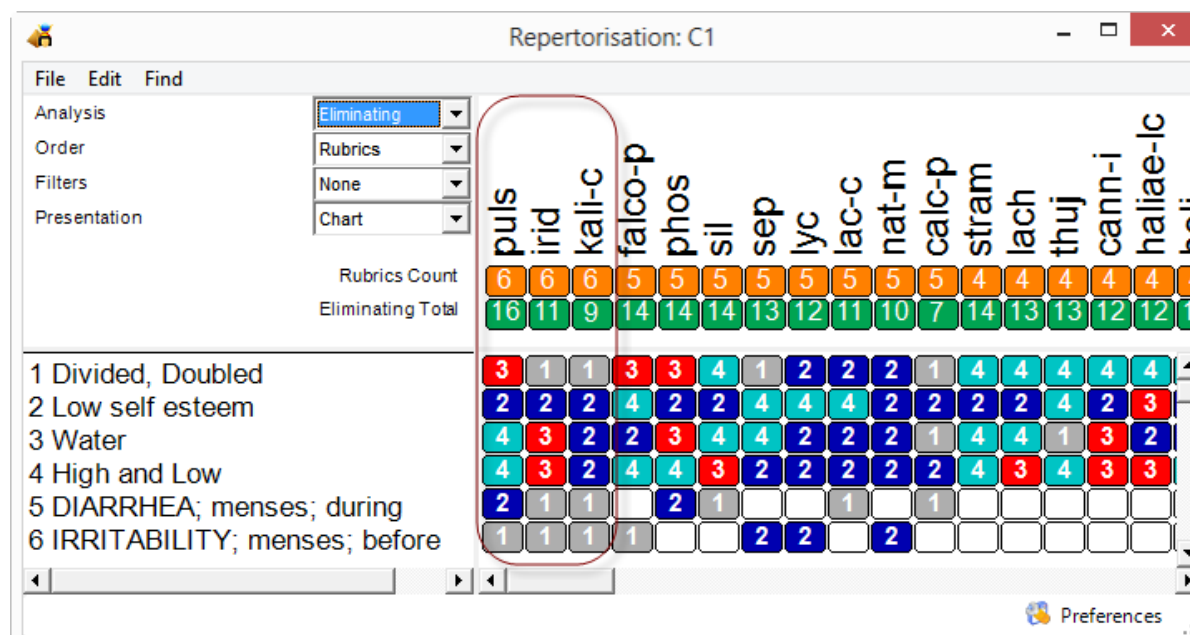 Repertorisation: C1
File Edit Find
Analysis Eliminating
Order Rubrics
Filters None
Presentation Chart
puls irid kali-c falco-p phos sil sep lyc lac-c nat-m calc-p stram lach thuj cann-i haliae-lc
Rubrics Count 6 6 6 5 5 5 5 5 5 5 5 4 4 4 4 4
Eliminating Total 16 11 9 14 14 14 13 12 11 10 7 14 13 13 12 12
1 Divided, Doubled 3 1 1 3 3 4 1 2 2 2 1 4 4 4 4 4
2 Low self esteem 2 2 2 4 2 2 4 4 4 2 2 2 2 4 2 3
3 Water 4 3 2 2 3 4 4 2 2 2 1 4 4 1 3 2
4 High and Low 4 3 2 4 4 3 2 2 2 2 2 4 3 4 3 3
5 DIARRHEA; menses; during 2 1 1 2 1 1 1
6 IRRITABILITY; menses; before 1 1 1 1 2 2 2
Preferences